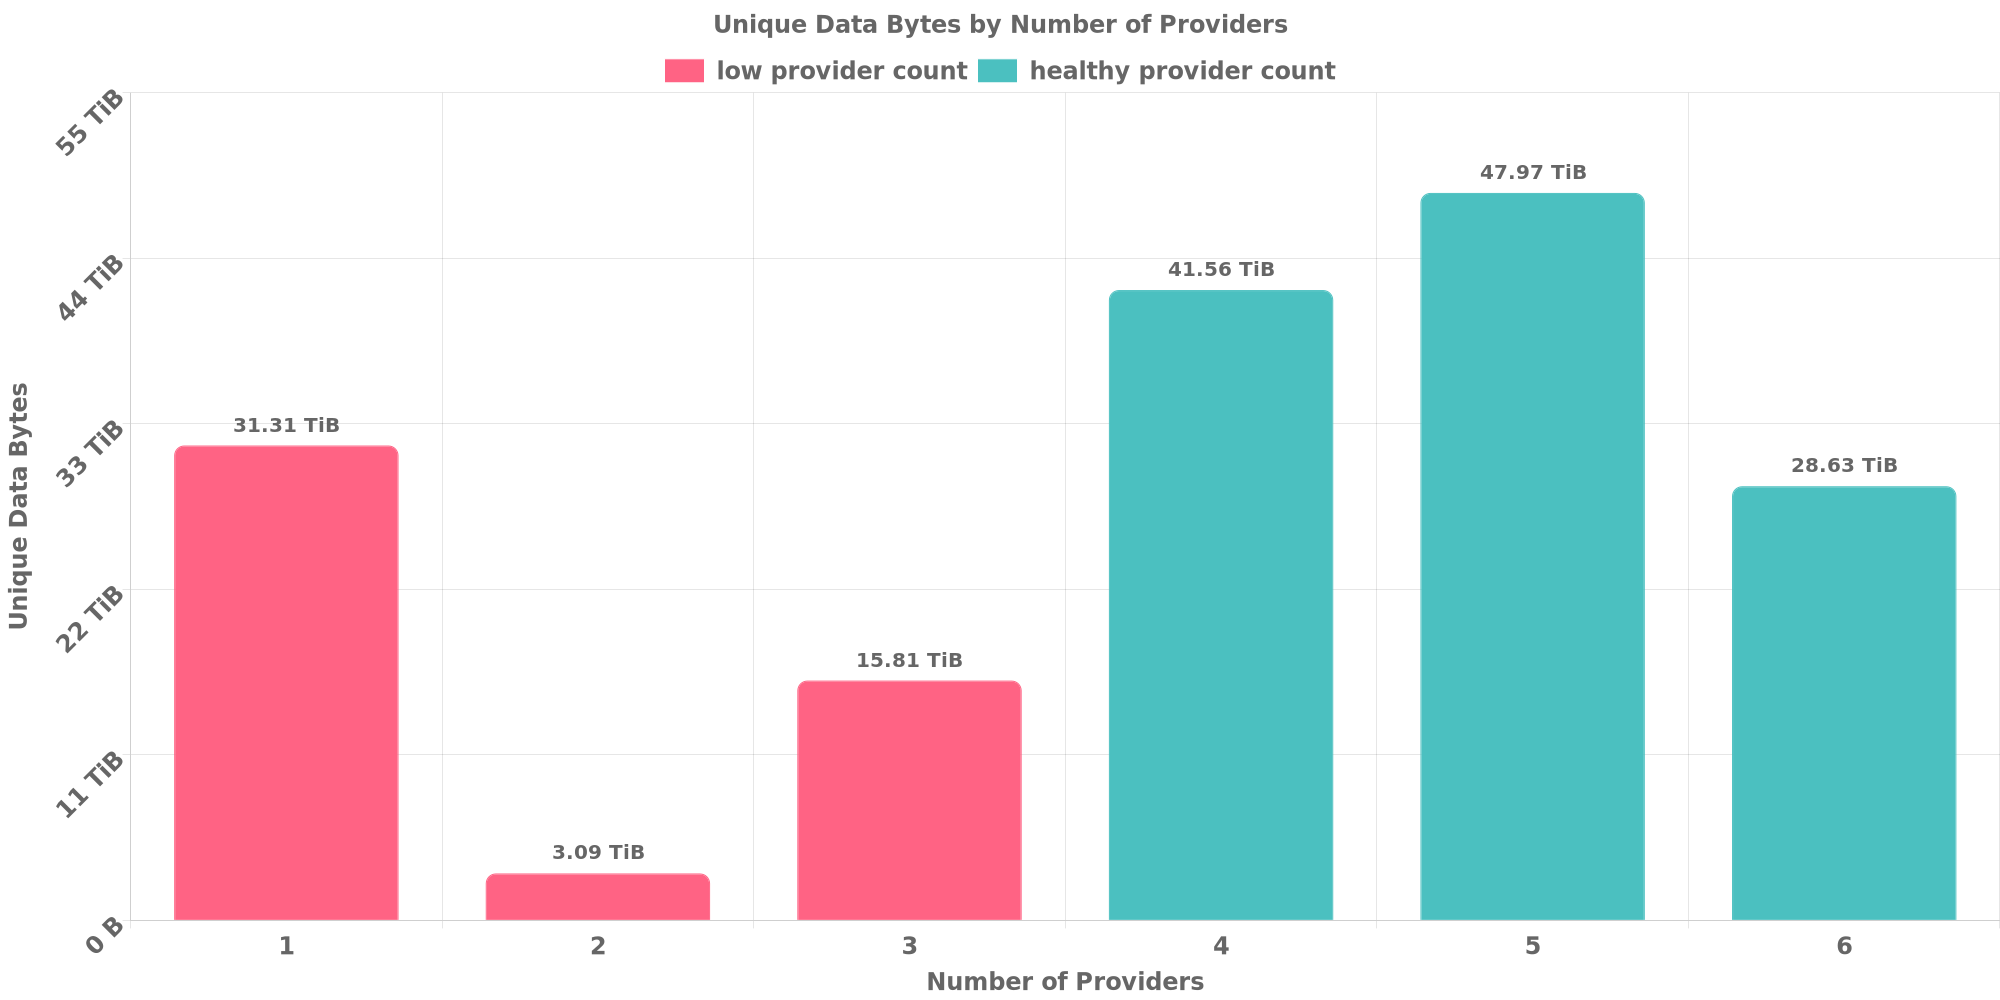 Unique Data Bytes by Number of Providers
low provider count healthy provider count
55 TiB
44 TiB
33 TiB
22 TiB
11 TiB
0 B
Unique Data Bytes
31.31 TiB
3.09 TiB
15.81 TiB
41.56 TiB
47.97 TiB
28.63 TiB
1 2 3 4 5 6
Number of Providers